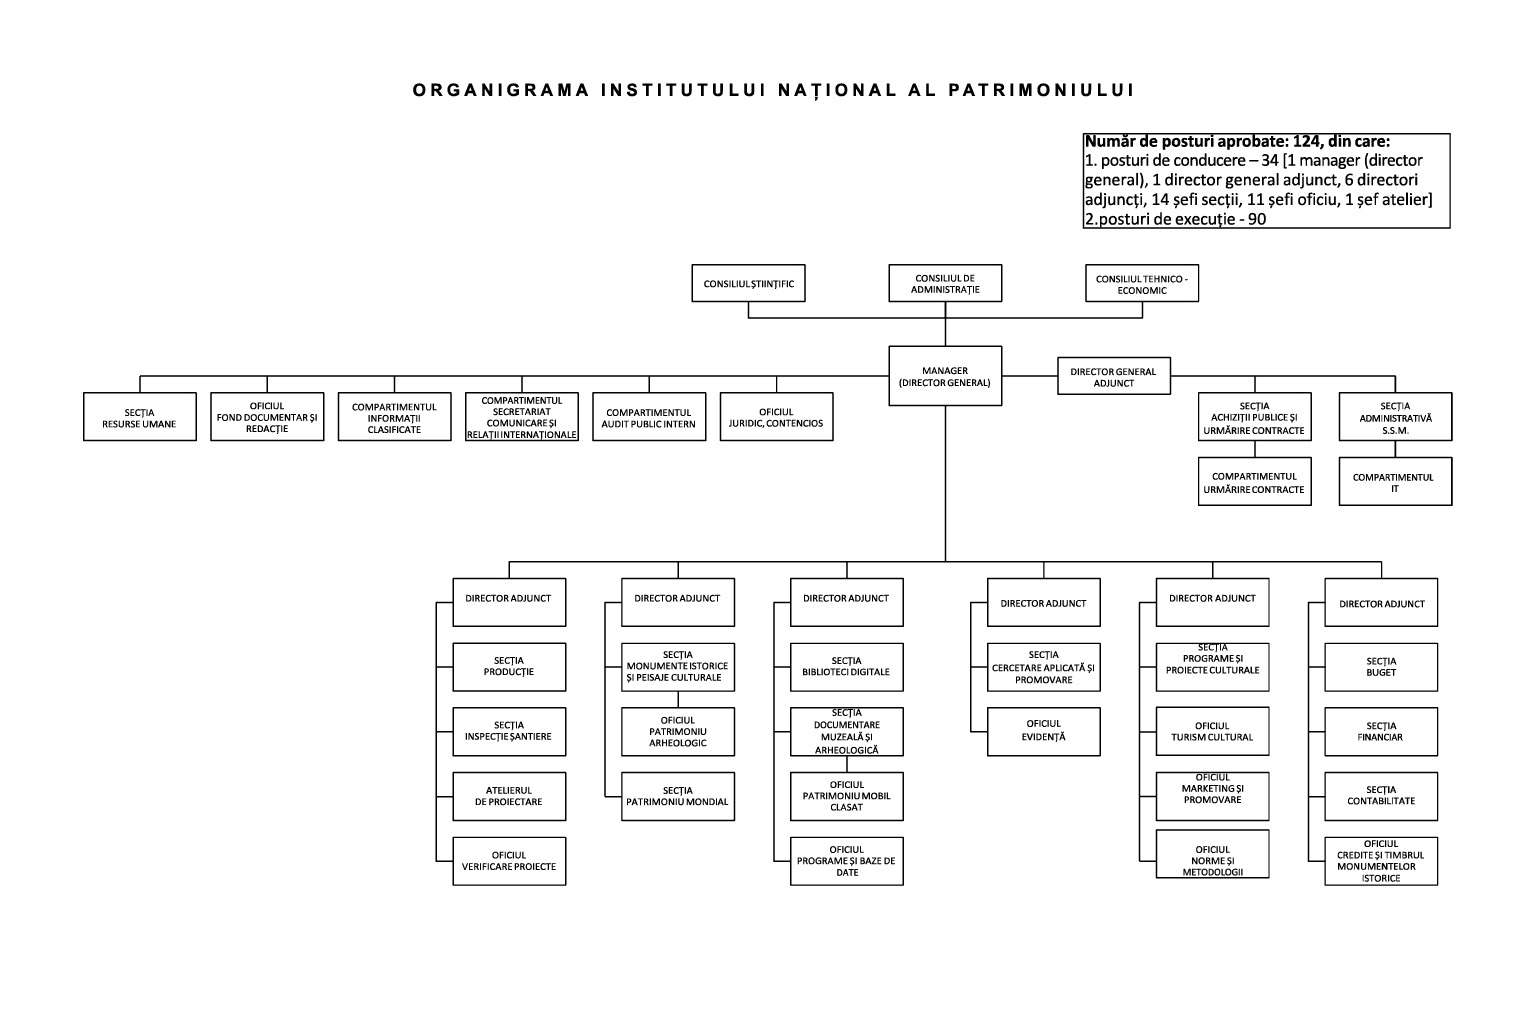 ORGANIGRAMA INSTITUTULUI NAȚIONAL AL PATRIMONIULUI
Număr de posturi aprobate: 124, din care:
1. posturi de conducere – 34 [1 manager (director
general), 1 director general adjunct, 6 directori
adjuncți, 14 șefi secții, 11 șefi oficiu, 1 șef atelier]
2.posturi de execuție - 90
CONSILIUL ȘTIINȚIFIC
CONSILIUL DE
ADMINISTRAȚIE
CONSILIUL TEHNICO -
ECONOMIC
MANAGER
(DIRECTOR GENERAL)
DIRECTOR GENERAL
ADJUNCT
SECȚIA
RESURSE UMANE
OFICIUL
FOND DOCUMENTAR ȘI
REDACȚIE
COMPARTIMENTUL
INFORMAȚII
CLASIFICATE
COMPARTIMENTUL
SECRETARIAT
COMUNICARE ȘI
RELAȚII INTERNAȚIONALE
COMPARTIMENTUL
AUDIT PUBLIC INTERN
OFICIUL
JURIDIC, CONTENCIOS
SECȚIA
ACHIZIȚII PUBLICE ȘI
URMĂRIRE CONTRACTE
SECȚIA
ADMINISTRATIVĂ
S.S.M.
COMPARTIMENTUL
URMĂRIRE CONTRACTE
COMPARTIMENTUL
IT
DIRECTOR ADJUNCT
SECȚIA
PRODUCȚIE
SECȚIA
INSPECȚIE ȘANTIERE
ATELIERUL
DE PROIECTARE
OFICIUL
VERIFICARE PROIECTE
DIRECTOR ADJUNCT
SECȚIA
MONUMENTE ISTORICE
ȘI PEISAJE CULTURALE
OFICIUL
PATRIMONIU
ARHEOLOGIC
SECȚIA
PATRIMONIU MONDIAL
DIRECTOR ADJUNCT
SECȚIA
BIBLIOTECI DIGITALE
SECȚIA
DOCUMENTARE
MUZEALĂ ȘI
ARHEOLOGICĂ
OFICIUL
PATRIMONIU MOBIL
CLASAT
OFICIUL
PROGRAME ȘI BAZE DE
DATE
DIRECTOR ADJUNCT
SECȚIA
CERCETARE APLICATĂ ȘI
PROMOVARE
OFICIUL
EVIDENȚĂ
DIRECTOR ADJUNCT
SECȚIA
PROGRAME ȘI
PROIECTE CULTURALE
OFICIUL
TURISM CULTURAL
OFICIUL
MARKETING ȘI
PROMOVARE
OFICIUL
NORME ȘI
METODOLOGII
DIRECTOR ADJUNCT
SECȚIA
BUGET
SECȚIA
FINANCIAR
SECȚIA
CONTABILITATE
OFICIUL
CREDITE ȘI TIMBRUL
MONUMENTELOR
ISTORICE